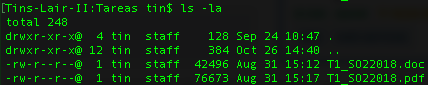 [Tins-Lair-II:Tareas tin$ ls -la
total 248
drwxr-xr-x@  4 tin  staff    128 Sep 24 10:47 .
drwxr-xr-x@ 12 tin  staff    384 Oct 26 14:40 ..
-rw-r--r--@  1 tin  staff  42496 Aug 31 15:12 T1_SO22018.doc
-rw-r--r--@  1 tin  staff  76673 Aug 31 15:17 T1_SO22018.pdf